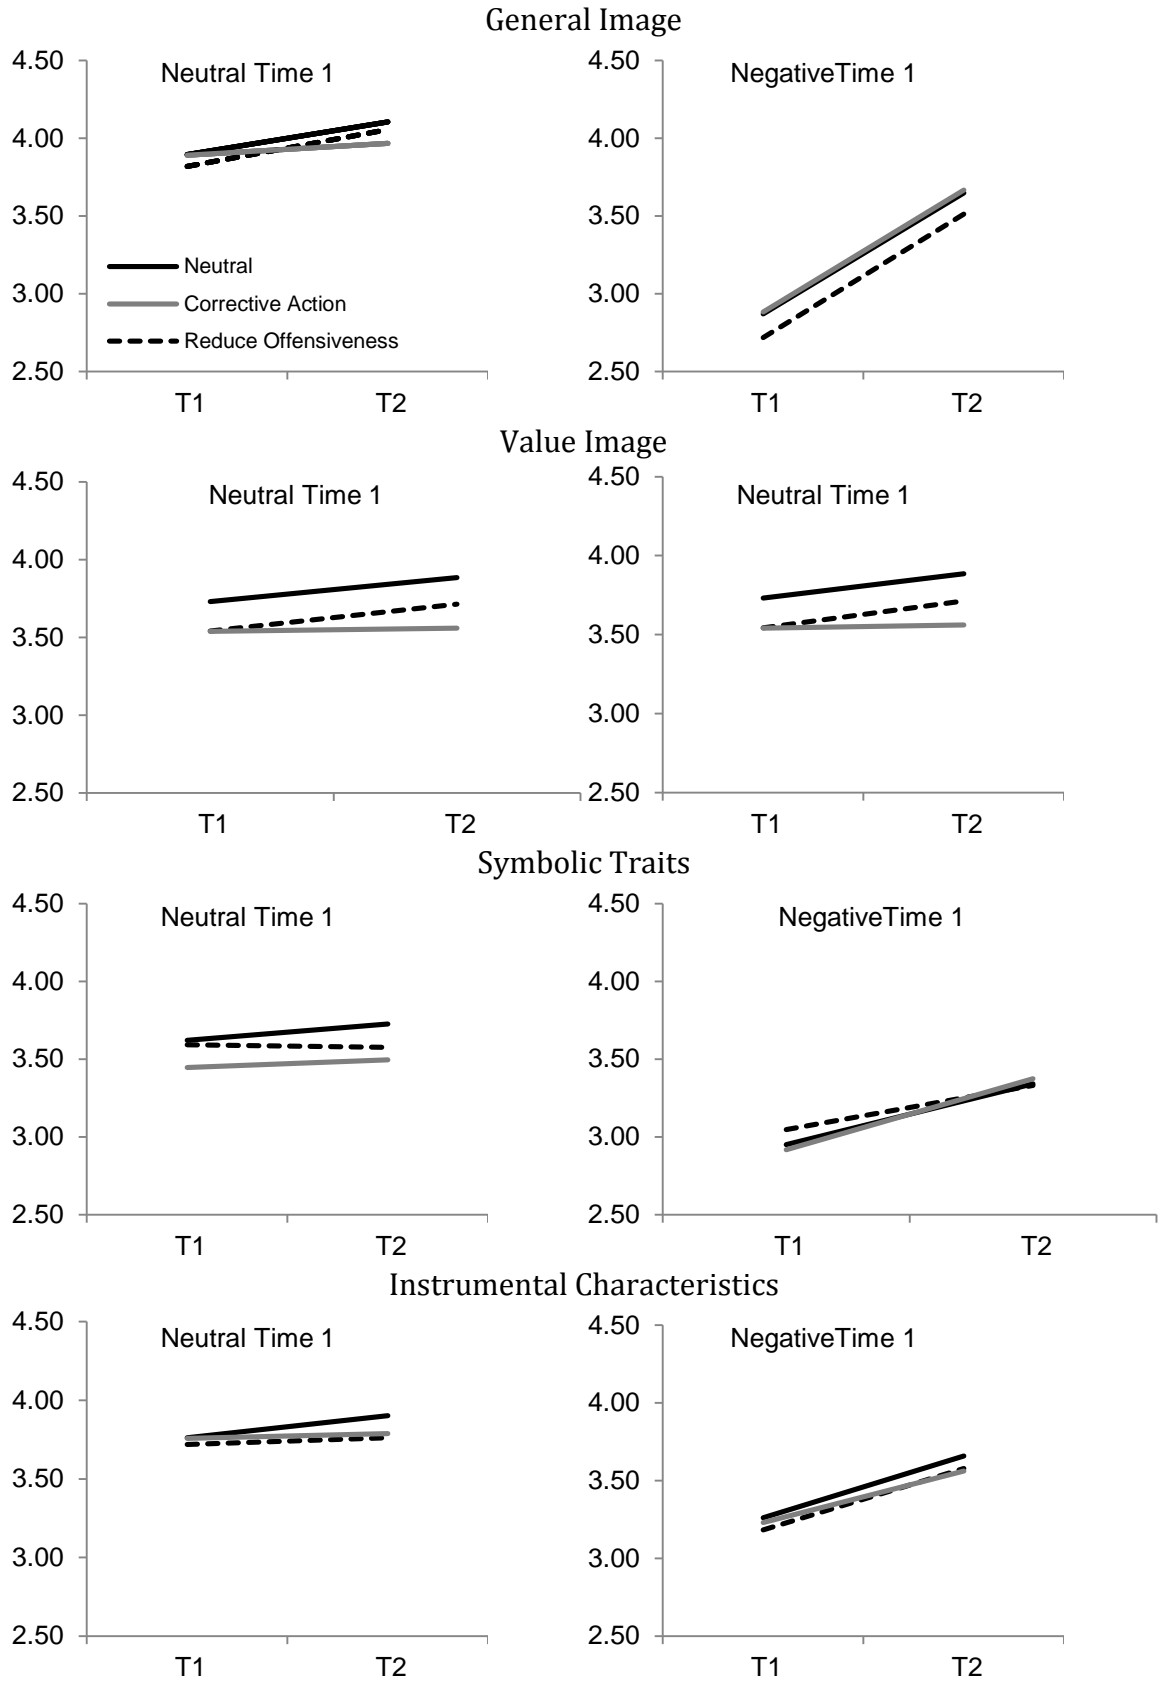 General Image
4.50
4.00
3.50
3.00
2.50
Neutral Time 1
Neutral
Corrective Action
Reduce Offensiveness
T1 T2
4.50
4.00
3.50
3.00
2.50
NegativeTime 1
T1 T2
Value Image
4.50
4.00
3.50
3.00
2.50
Neutral Time 1
T1 T2
4.50
4.00
3.50
3.00
2.50
Neutral Time 1
T1 T2
Symbolic Traits
4.50
4.00
3.50
3.00
2.50
Neutral Time 1
T1 T2
4.50
4.00
3.50
3.00
2.50
NegativeTime 1
T1 T2
Instrumental Characteristics
4.50
4.00
3.50
3.00
2.50
Neutral Time 1
T1 T2
4.50
4.00
3.50
3.00
2.50
NegativeTime 1
T1 T2